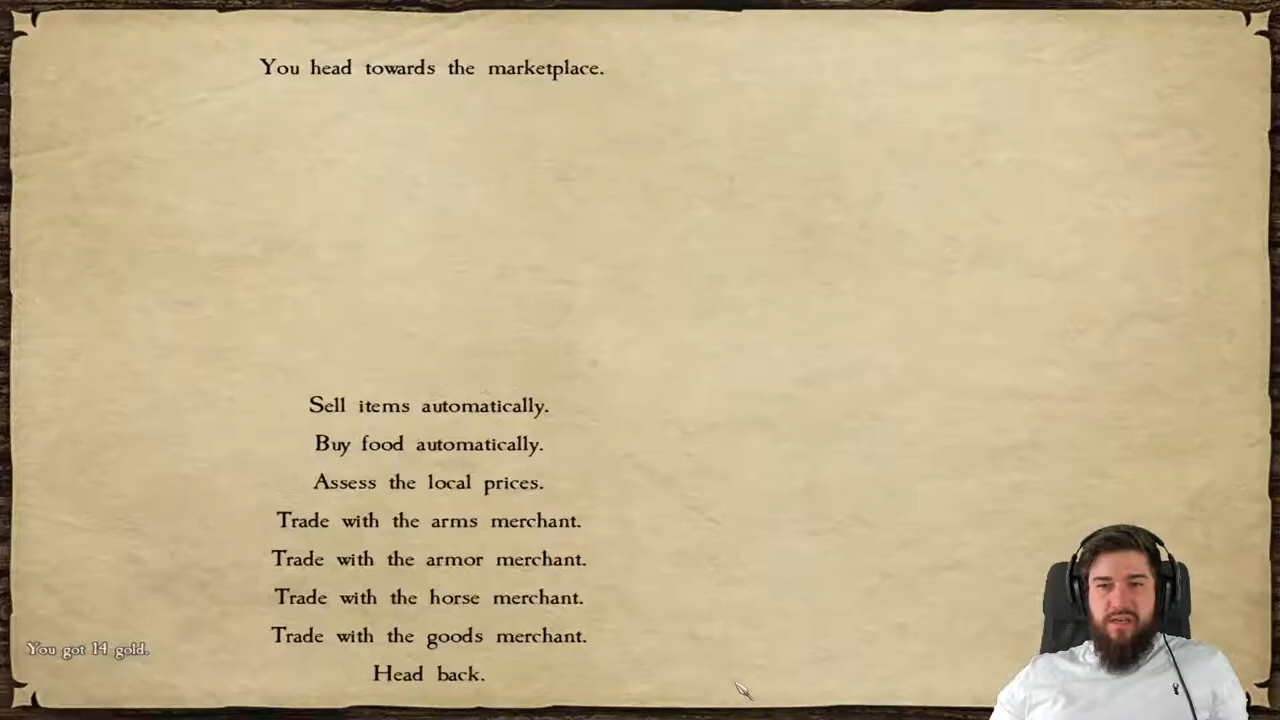 You head towards the marketplace.
Sell items automatically.
Buy food automatically.
Assess the local prices.
Trade with the arms merchant.
Trade with the armor merchant.
Trade with the horse merchant.
Trade with the goods merchant.
You got 14 gold.
Head back.